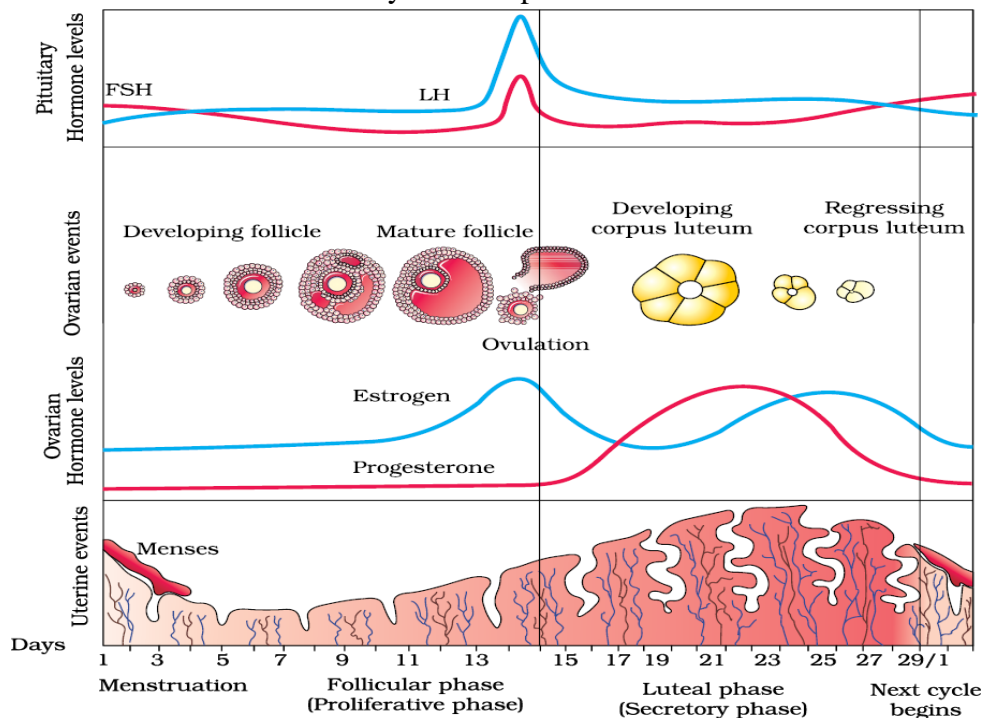 Pituitary
Hormone levels
FSH
LH
Ovarian events
Developing follicle
Mature follicle
Developing
corpus luteum
Regressing
corpus luteum
Ovulation
Ovarian
Hormone levels
Estrogen
Progesterone
Uterine events
Menses
Days
1 3 5 7 9 11 13 15 17 19 21 23 25 27 29/1
Menstruation
Follicular phase
(Proliferative phase)
Luteal phase
(Secretory phase)
Next cycle
begins